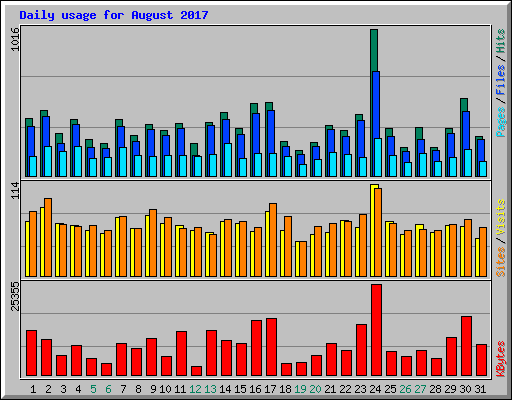 Daily usage for August 2017
1016
Pages / Files / Hits
114
Sites / Visits
25355
KBytes
1 2 3 4 5 6 7 8 9 10 11 12 13 14 15 16 17 18 19 20 21 22 23 24 25 26 27 28 29 30 31